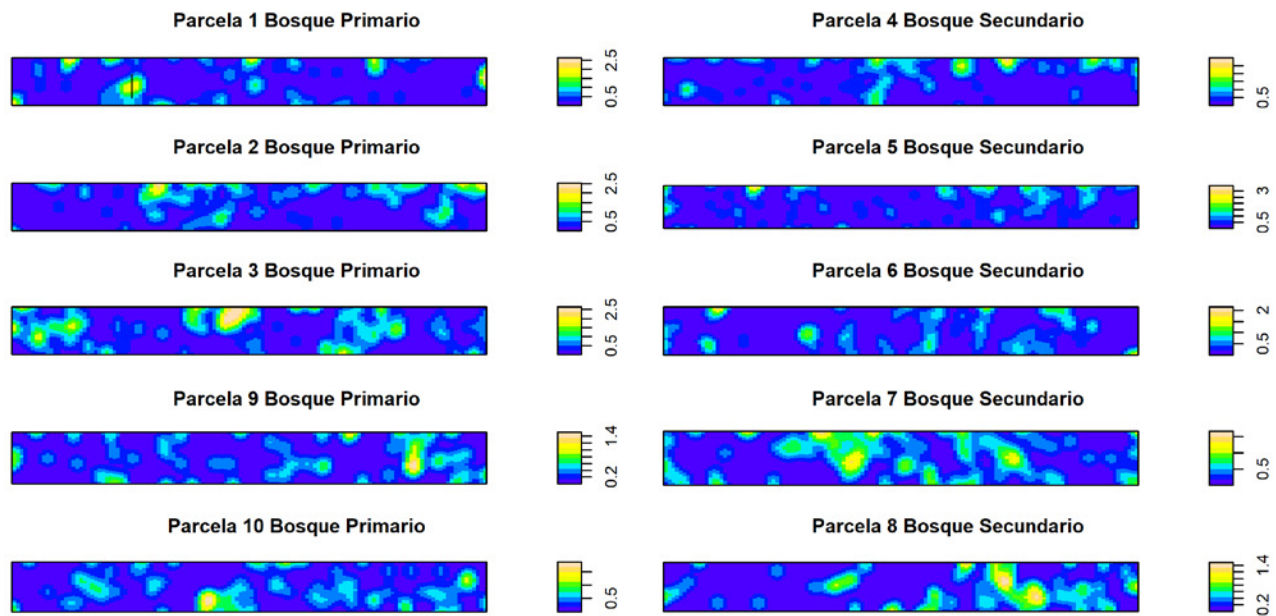 Parcela 1 Bosque Primario
0.5 2.5
Parcela 4 Bosque Secundario
0.5
Parcela 2 Bosque Primario
0.5 2.5
Parcela 5 Bosque Secundario
0.5 3
Parcela 3 Bosque Primario
0.5 2.5
Parcela 6 Bosque Secundario
0.5 2
Parcela 9 Bosque Primario
0.2 1.4
Parcela 7 Bosque Secundario
0.5
Parcela 10 Bosque Primario
0.5
Parcela 8 Bosque Secundario
0.2 1.4